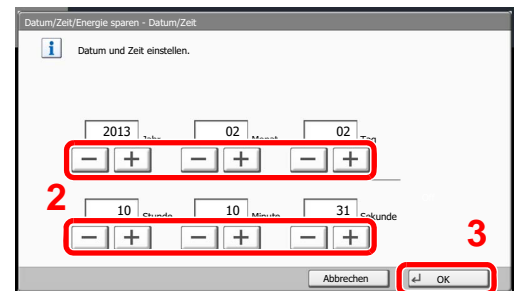 Datum/Zeit/Energie sparen - Datum/Zeit
Datum und Zeit einstellen.
2013 Jahr 02 Monat 02 Tag
− + − + − +
2
10 Stunde 10 Minute 31 Sekunde
− + − + − +
3
Abbrechen OK